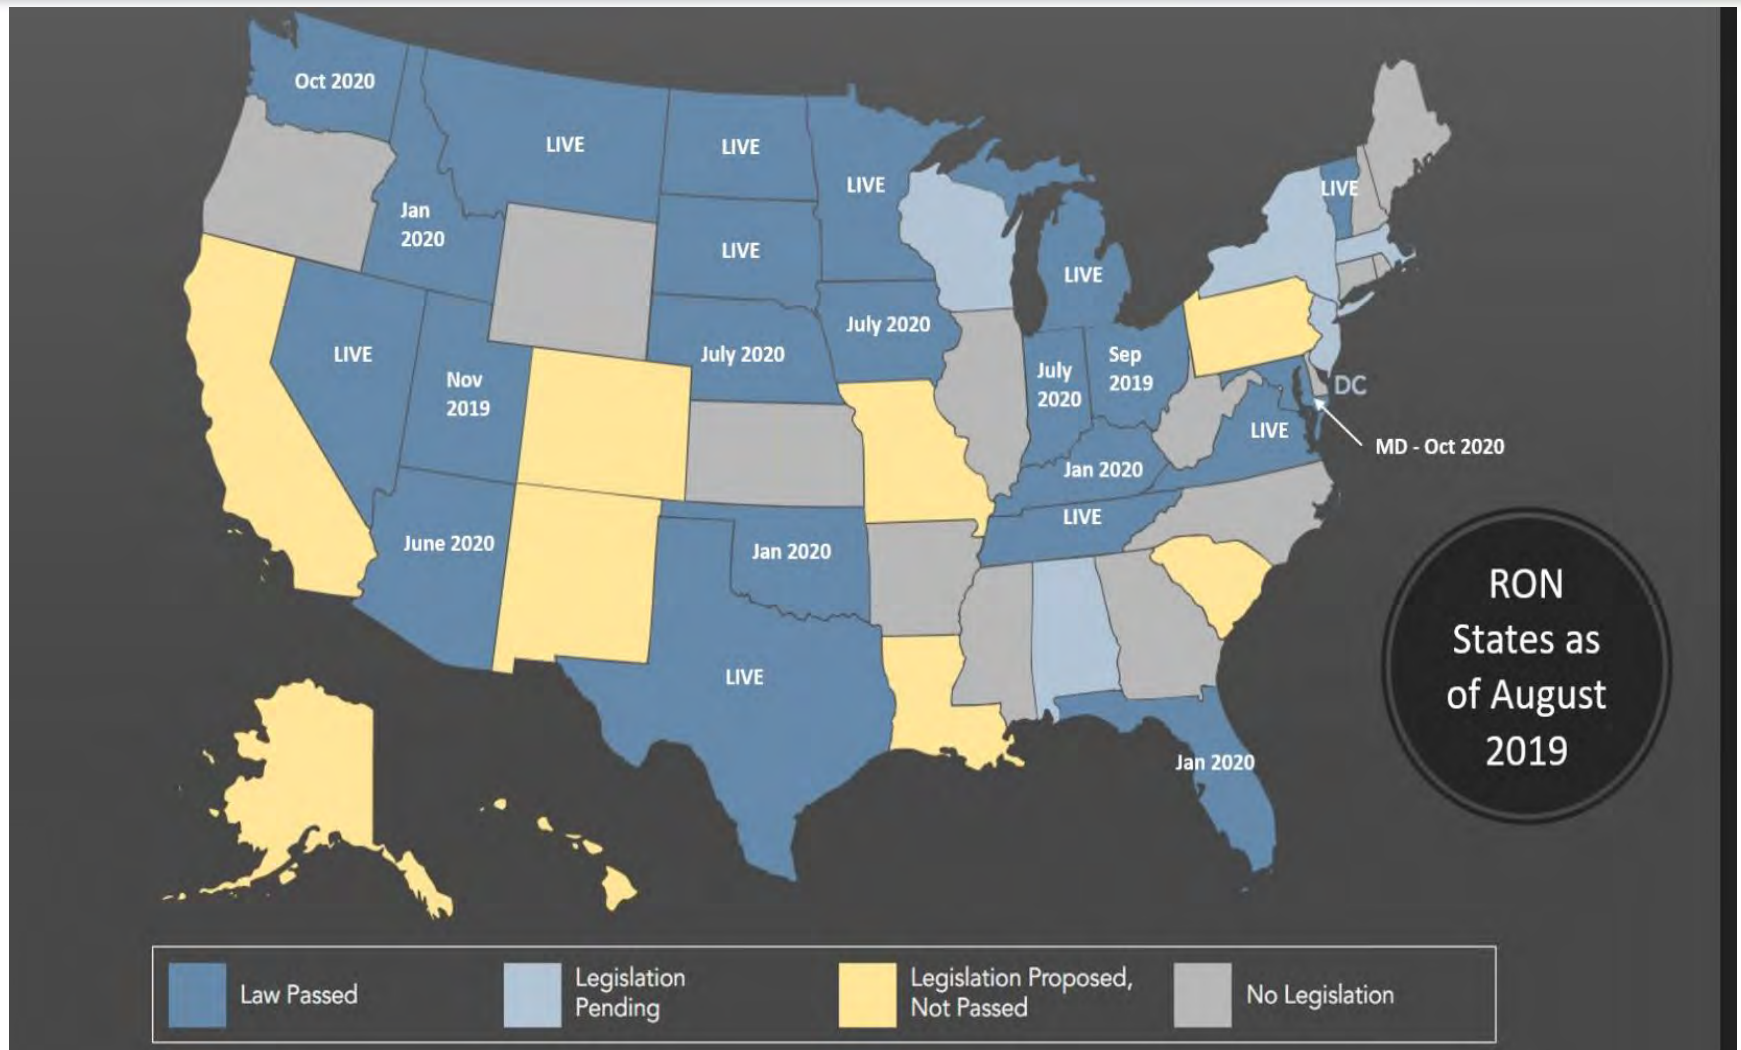 Oct 2020
LIVE
LIVE
LIVE
LIVE
Jan
2020
LIVE
LIVE
July 2020
July 2020
LIVE
Nov
2019
July
2020
Sep
2019
DC
LIVE
MD - Oct 2020
Jan 2020
LIVE
June 2020
Jan 2020
LIVE
Jan 2020
RON
States as
of August
2019
Law Passed
Legislation
Pending
Legislation Proposed,
Not Passed
No Legislation